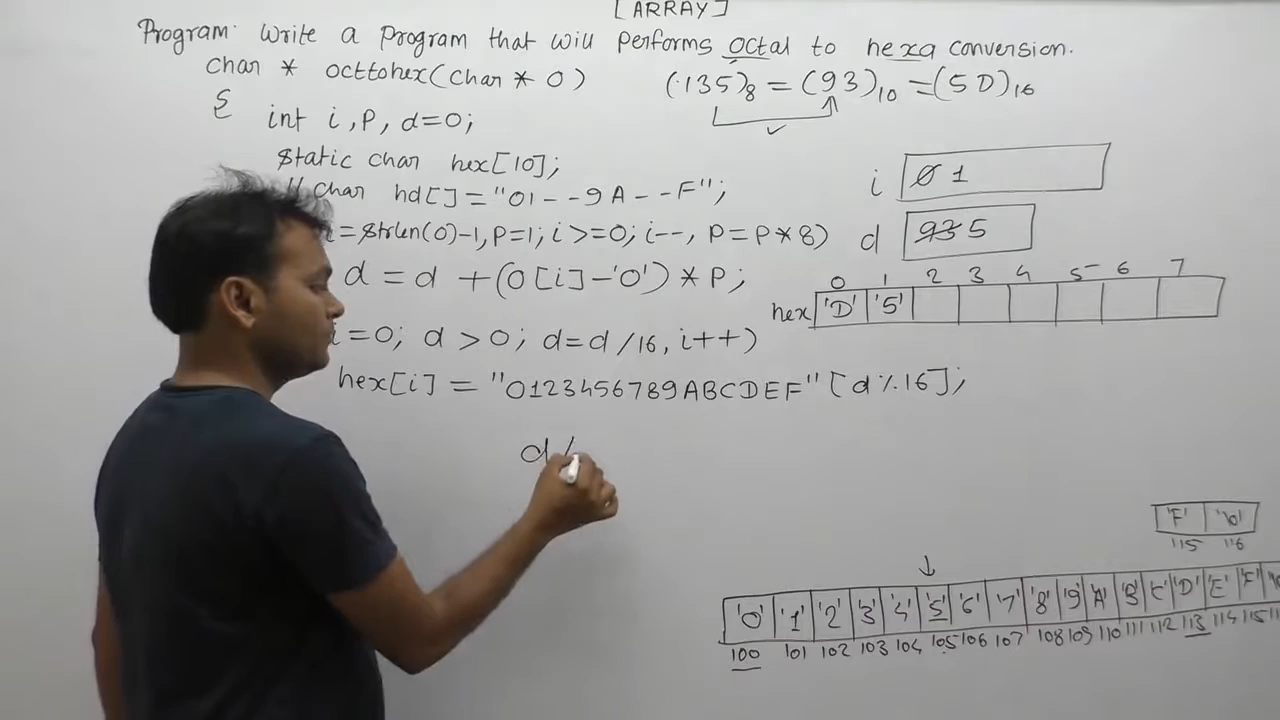 [ARRAY]
Program: Write a program that will performs octal to hexa conversion.
char * octtohex(char * O)
(135)8 = (93)10 = (5D)16
{
int i, P, d=0;
static char hex[10];
// char hd[] = "01--9A--F";
i 0 1
=strlen(O)-1, P=1; i>=0; i--, P=P*8)
d 93 5
d = d + (O[i]-'0') * P;
0 1 2 3 4 5 6 7
hex 'D' '5'
i=0; d>0; d=d/16, i++)
hex[i] = "0123456789ABCDEF" [d%16];
d/
'F' '\0'
115 116
↓
'0' '1' '2' '3' '4' '5' '6' '7' '8' '9' 'A' 'B' 'C' 'D' 'E' 'F'
100 101 102 103 104 105 106 107 108 109 110 111 112 113 114 115